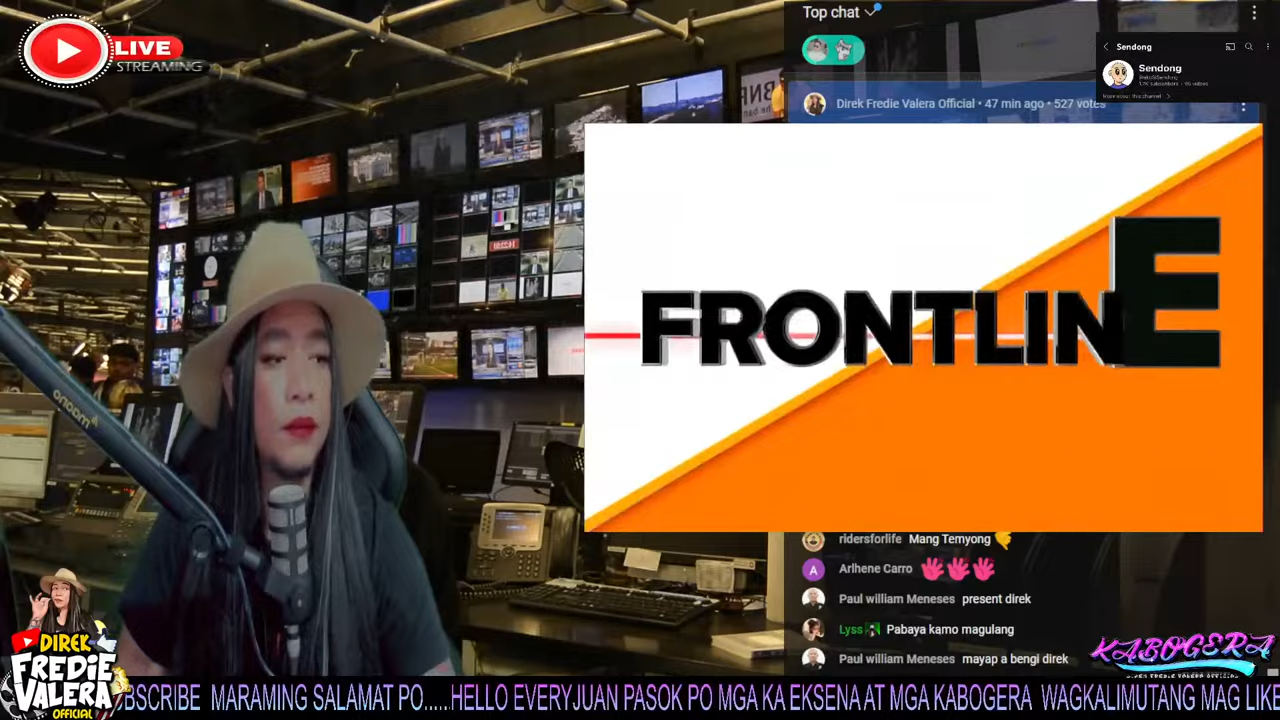 LIVE
STREAMING
Top chat
Sendong
Sendong
Direk Fredie Valera Official • 47 min ago • 527 votes
FRONTLINE
maono
ridersforlife Mang Temyong
Arlhene Carro
Paul william Meneses present direk
Lyss Pabaya kamo magulang
Paul william Meneses mayap a bengi direk
DIREK
FREDIE
VALERA
OFFICIAL
KABOGERA
BSCRIBE MARAMING SALAMAT PO.....HELLO EVERYJUAN PASOK PO MGA KA EKSENA AT MGA KABOGERA WAGKALIMUTANG MAG LIKE